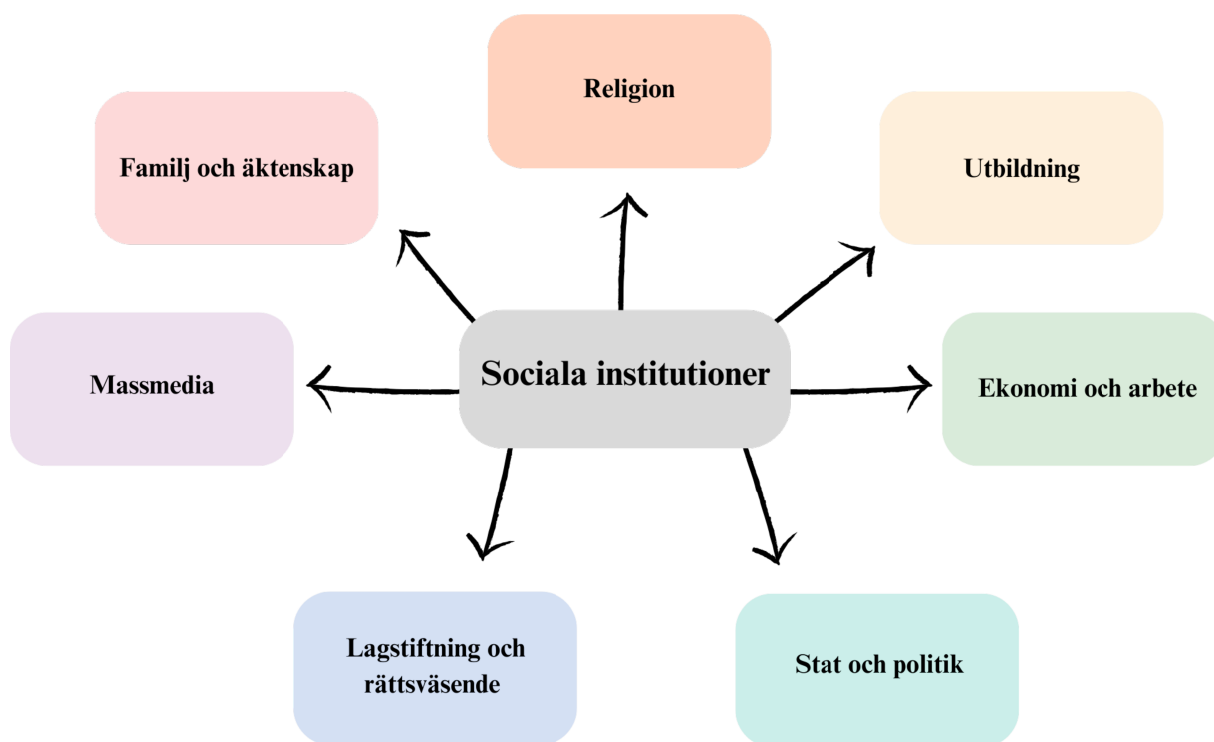 Religion
Familj och äktenskap
Utbildning
Sociala institutioner
Massmedia
Ekonomi och arbete
Lagstiftning och
rättsväsende
Stat och politik